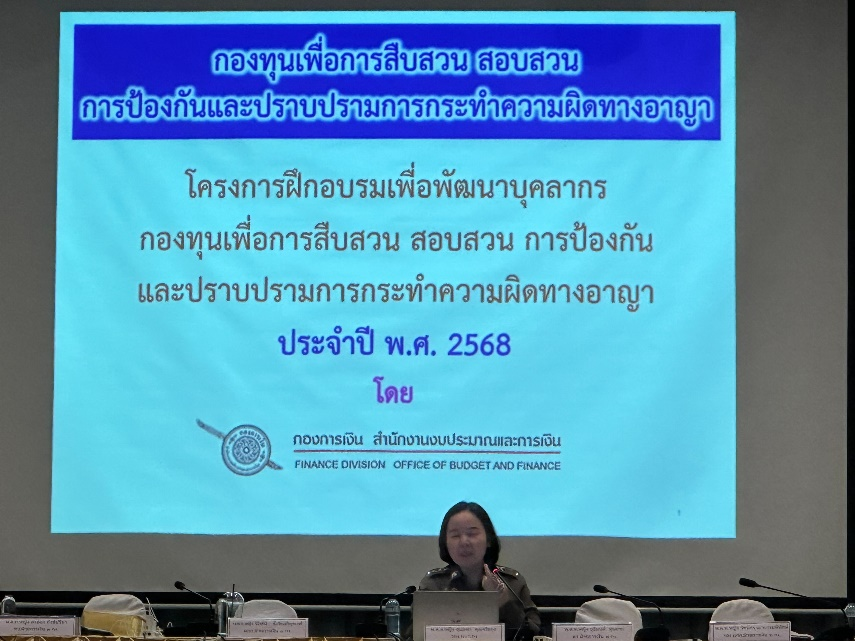 กองทุนเพื่อการสืบสวน สอบสวน
การป้องกันและปราบปรามการกระทำความผิดทางอาญา
โครงการฝึกอบรมเพื่อพัฒนาบุคลากร
กองทุนเพื่อการสืบสวน สอบสวน การป้องกัน
และปราบปรามการกระทำความผิดทางอาญา
ประจำปี พ.ศ. 2568
โดย
กองการเงิน สำนักงานงบประมาณและการเงิน
FINANCE DIVISION OFFICE OF BUDGET AND FINANCE
1